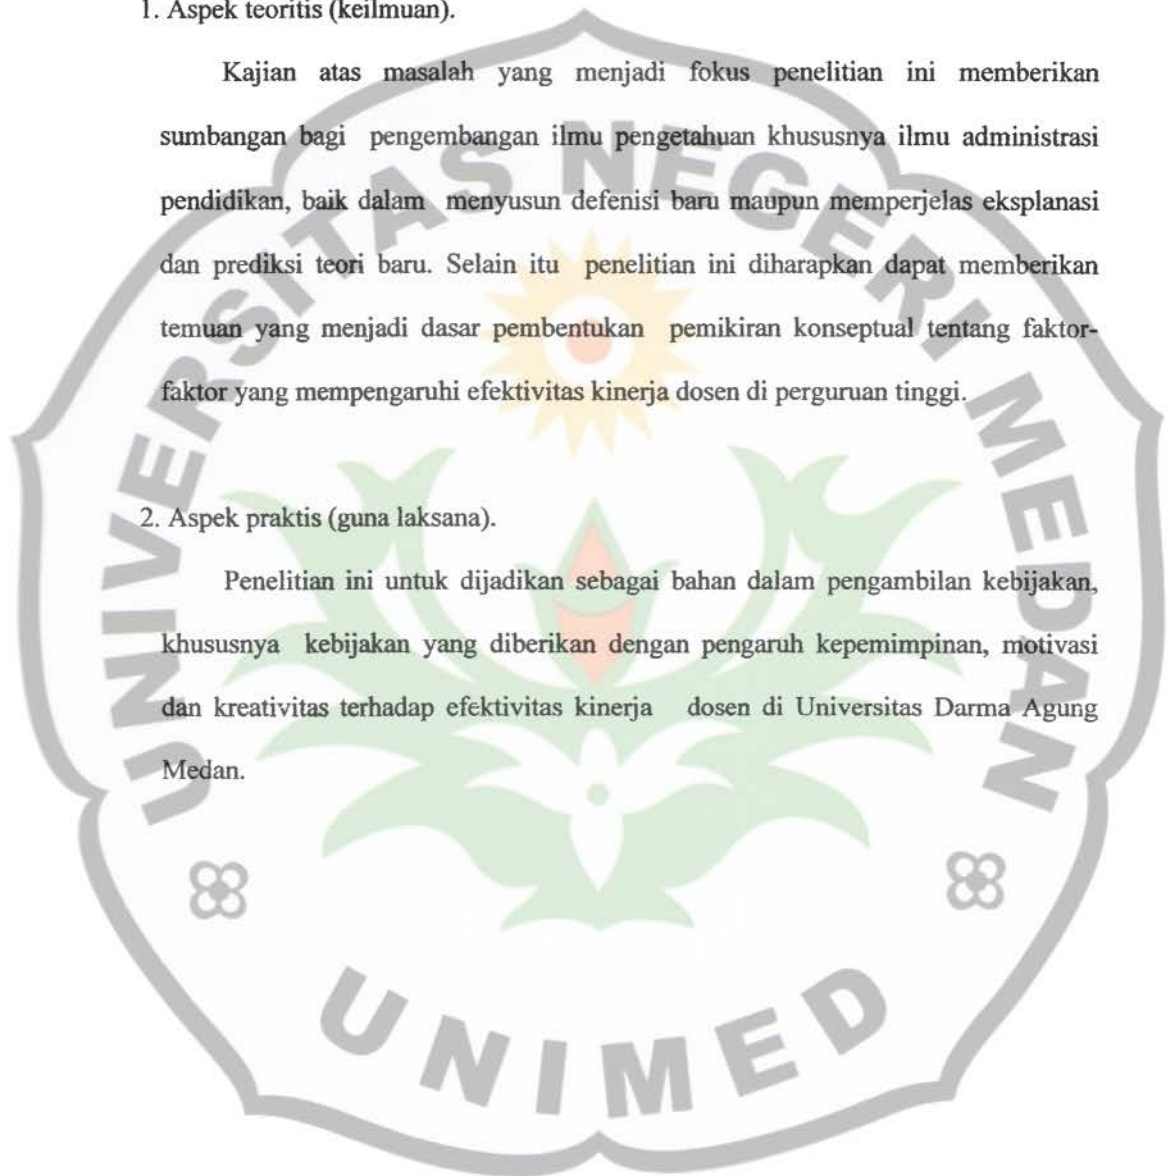 1. Aspek teoritis (keilmuan).
Kajian atas masalah yang menjadi fokus penelitian ini memberikan
sumbangan bagi pengembangan ilmu pengetahuan khususnya ilmu administrasi
pendidikan, baik dalam menyusun defenisi baru maupun memperjelas eksplanasi
dan prediksi teori baru. Selain itu penelitian ini diharapkan dapat memberikan
temuan yang menjadi dasar pembentukan pemikiran konseptual tentang faktor-
faktor yang mempengaruhi efektivitas kinerja dosen di perguruan tinggi.
2. Aspek praktis (guna laksana).
Penelitian ini untuk dijadikan sebagai bahan dalam pengambilan kebijakan,
khususnya kebijakan yang diberikan dengan pengaruh kepemimpinan, motivasi
dan kreativitas terhadap efektivitas kinerja dosen di Universitas Darma Agung
Medan.
UNIVERSITAS NEGERI MEDAN
UNIMED